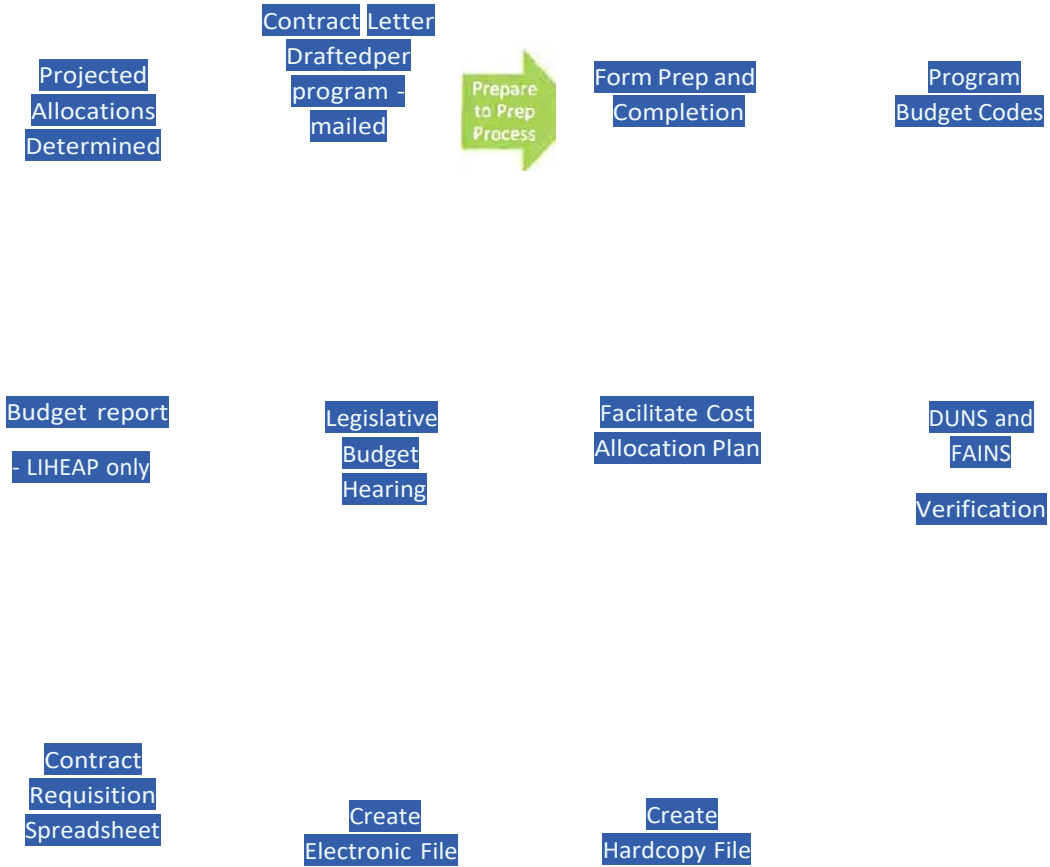 Projected
Allocations
Determined
Contract Letter
Draftedper
program -
mailed
Prepare
to Prep
Process
Form Prep and
Completion
Program
Budget Codes
Budget report
- LIHEAP only
Legislative
Budget
Hearing
Facilitate Cost
Allocation Plan
DUNS and
FAINS
Verification
Contract
Requisition
Spreadsheet
Create
Electronic File
Create
Hardcopy File